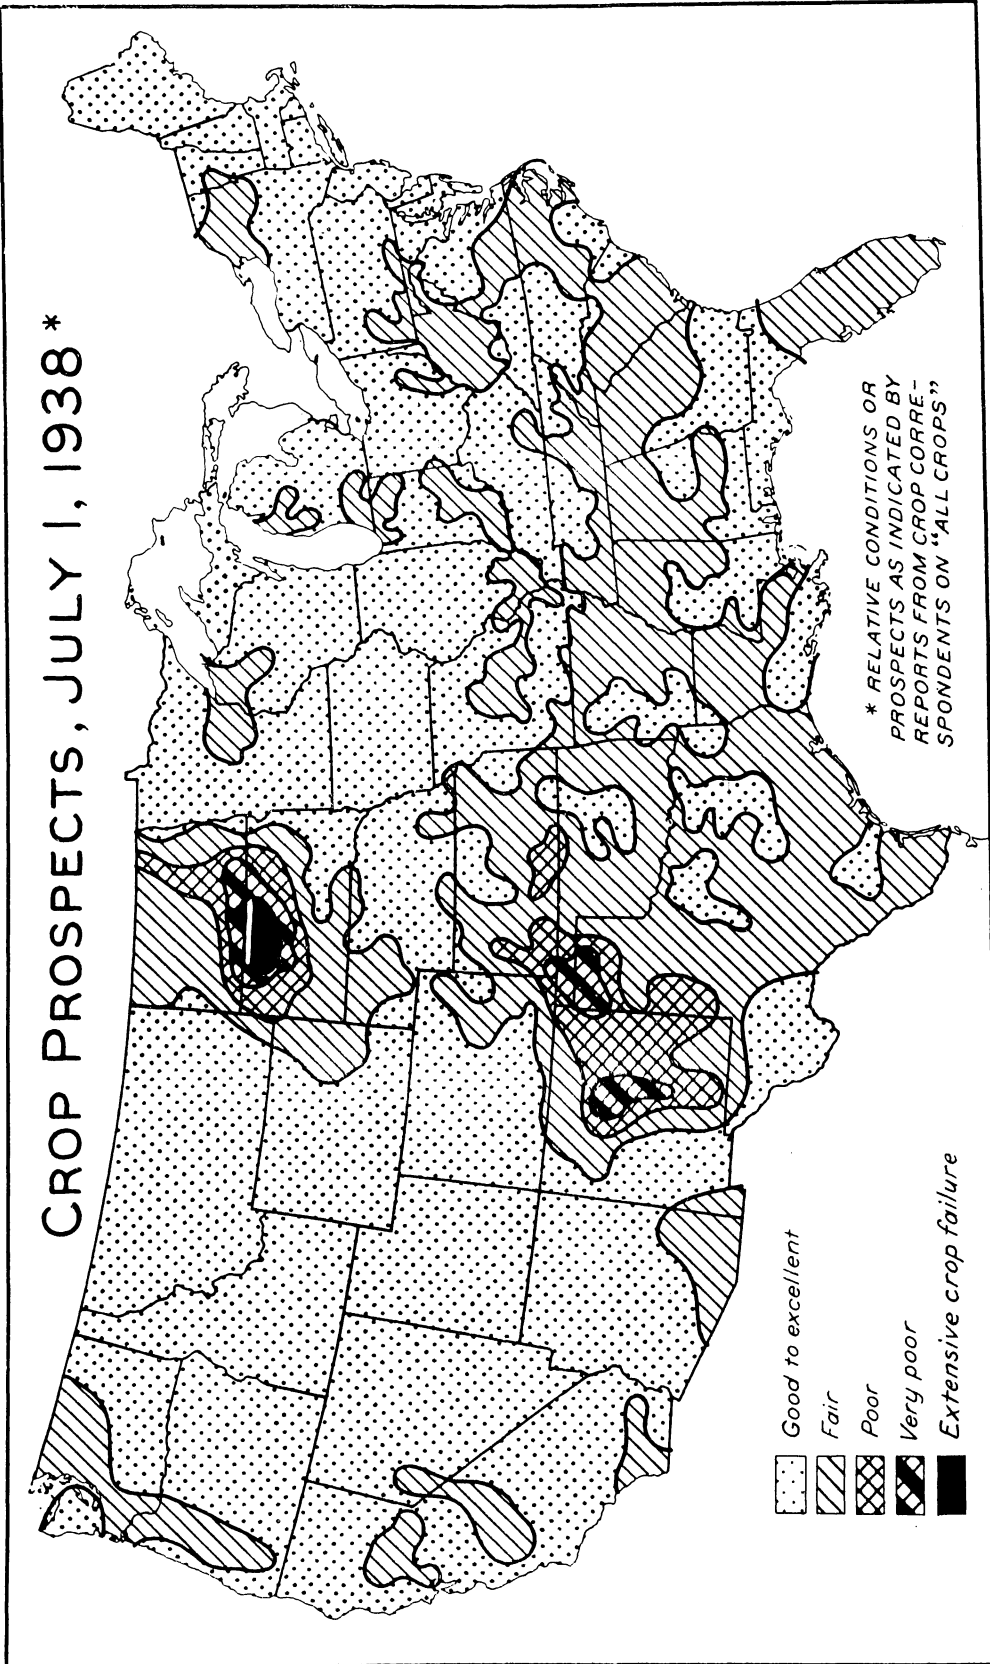 CROP PROSPECTS, JULY 1, 1938 *
* RELATIVE CONDITIONS OR
PROSPECTS AS INDICATED BY
REPORTS FROM CROP CORRE-
SPONDENTS ON "ALL CROPS"
Good to excellent
Fair
Poor
Very poor
Extensive crop failure